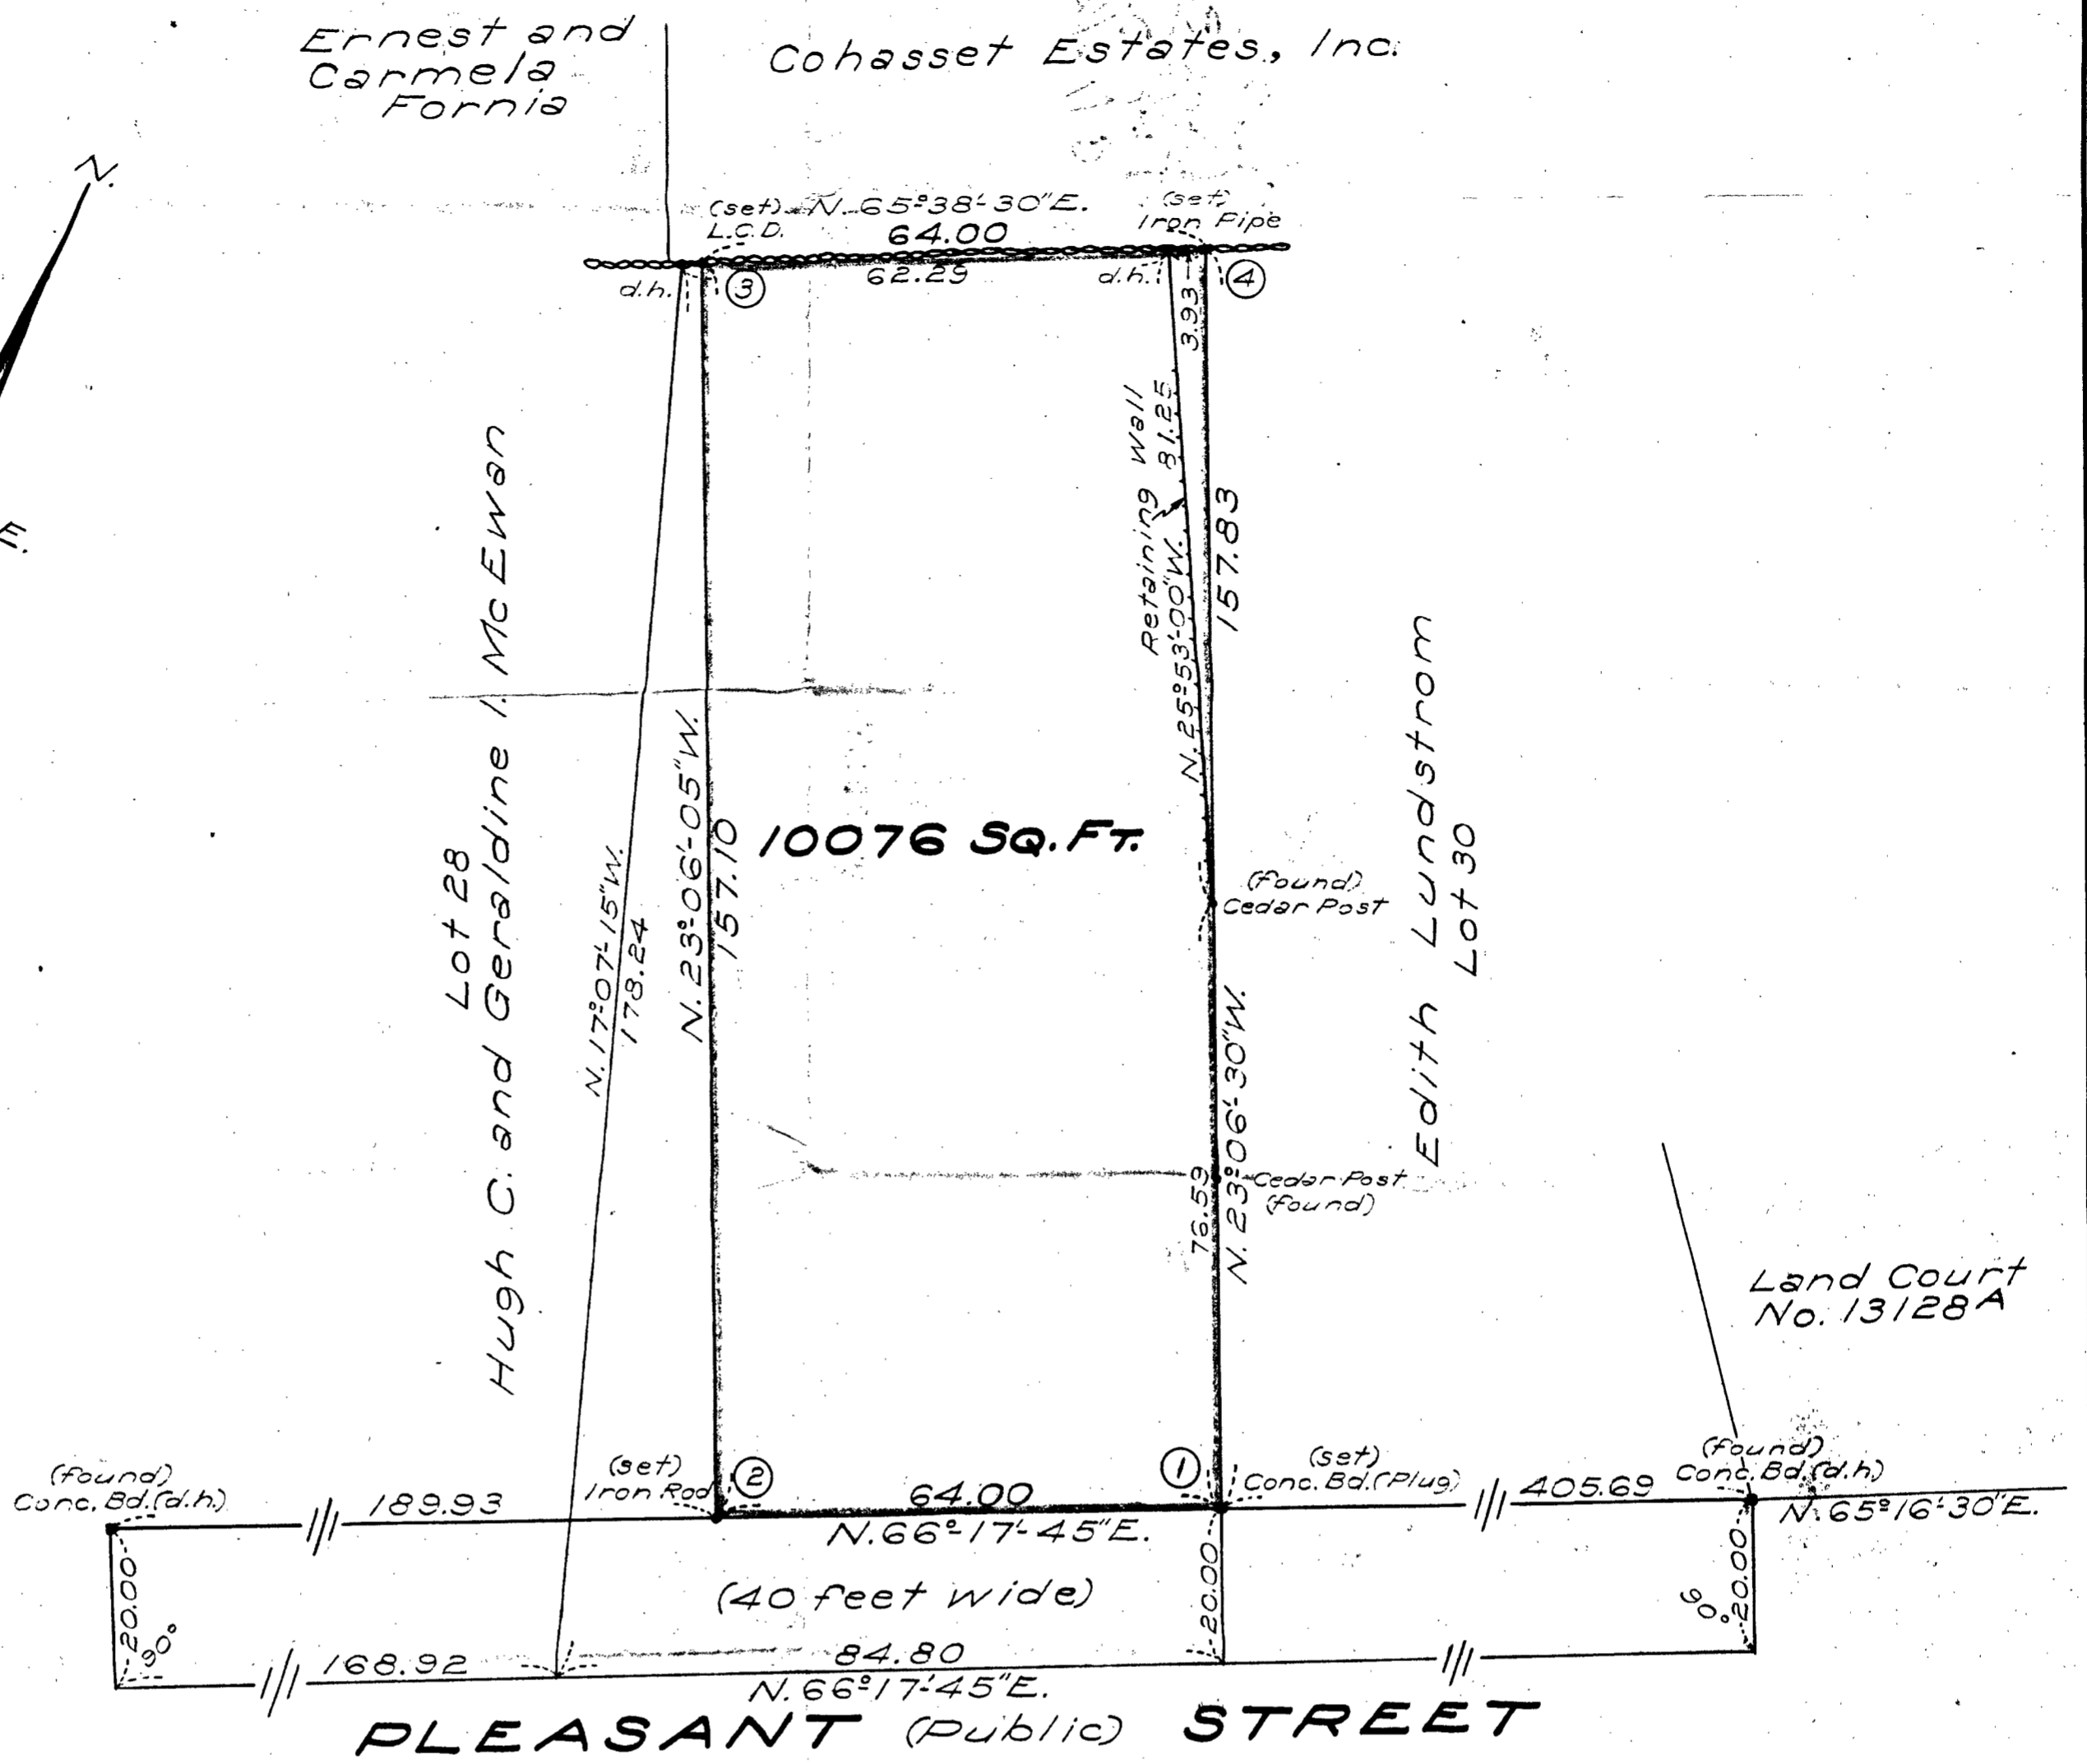 Ernest and
Carmela
Fornia
Cohasset Estates, Inc.
N.
E.
(set)
L.C.D.
N. 65°-38'-30"E.
64.00
(set)
Iron Pipe
d.h.
3
62.29
d.h.
4
3.93
Retaining Wall
81.25
N. 25°-53'-00"W.
157.83
Lot 28
Hugh C. and Geraldine I. McEwan
N. 17°-07'-15"W.
178.24
N. 23°-06'-05"W.
157.10
10076 SQ. FT.
(found)
Cedar Post
Edith Lundstrom
Lot 30
Cedar Post
(found)
76.59
N. 23°-06'-30"W.
Land Court
No. 13128A
(found)
Conc. Bd. (d.h.)
189.93
(set)
Iron Rod
2
64.00
N. 66°-17'-45"E.
1
(set)
Conc. Bd. (Plug)
405.69
(found)
Conc. Bd. (d.h.)
N. 65°16'-30"E.
20.00
90°
(40 feet wide)
20.00
20.00
90°
168.92
84.80
N. 66°17'-45"E.
PLEASANT (Public) STREET